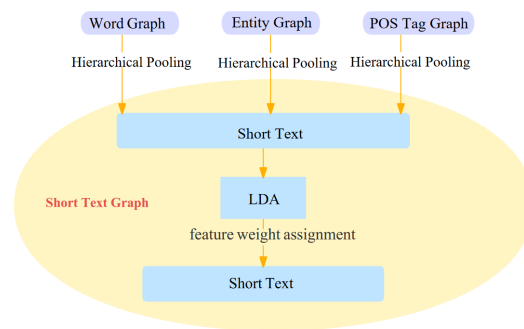 Word Graph
Entity Graph
POS Tag Graph
Hierarchical Pooling
Hierarchical Pooling
Hierarchical Pooling
Short Text
Short Text Graph
LDA
feature weight assignment
Short Text